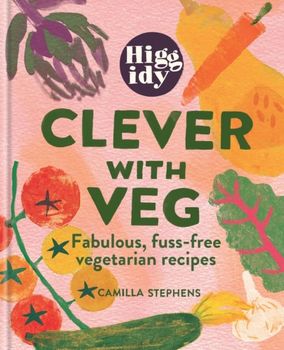 Higg
idy
CLEVER
WITH
VEG
Fabulous, fuss-free
vegetarian recipes
CAMILLA STEPHENS